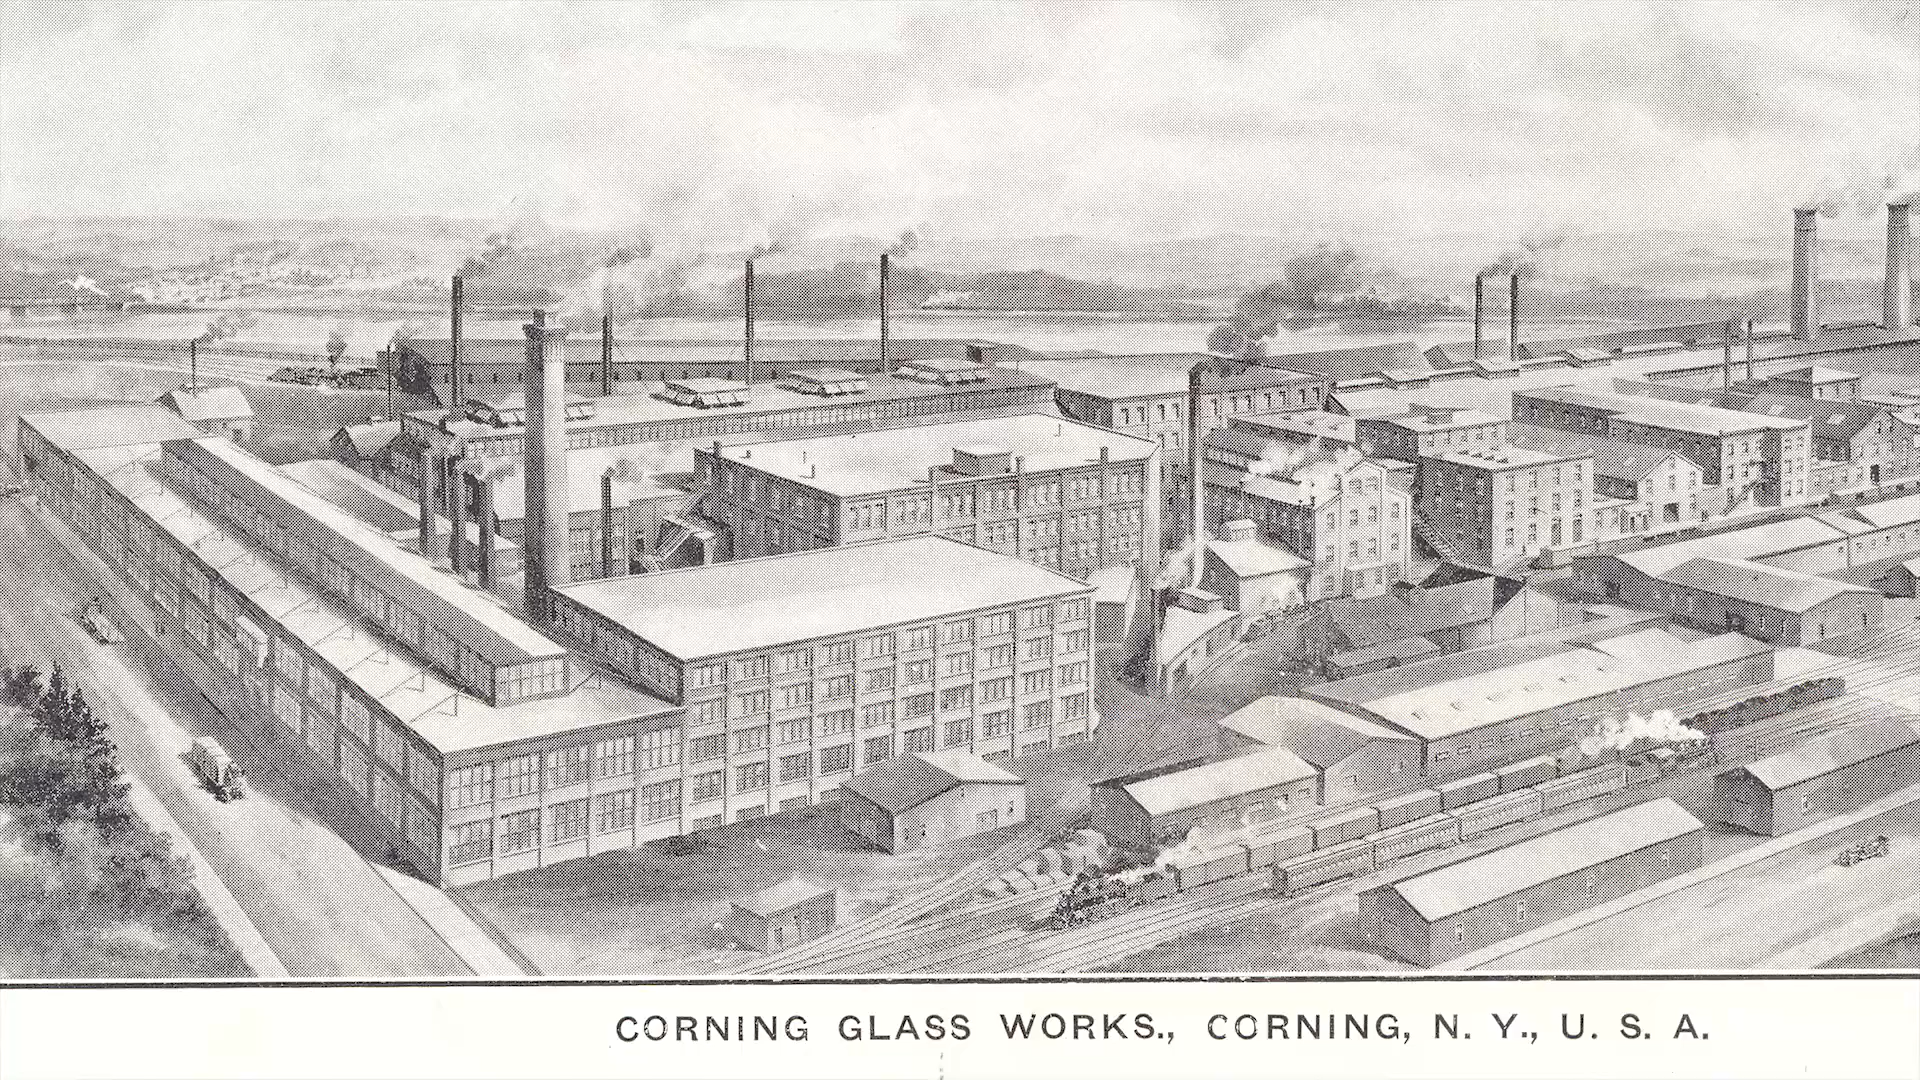 CORNING GLASS WORKS., CORNING, N. Y., U. S. A.